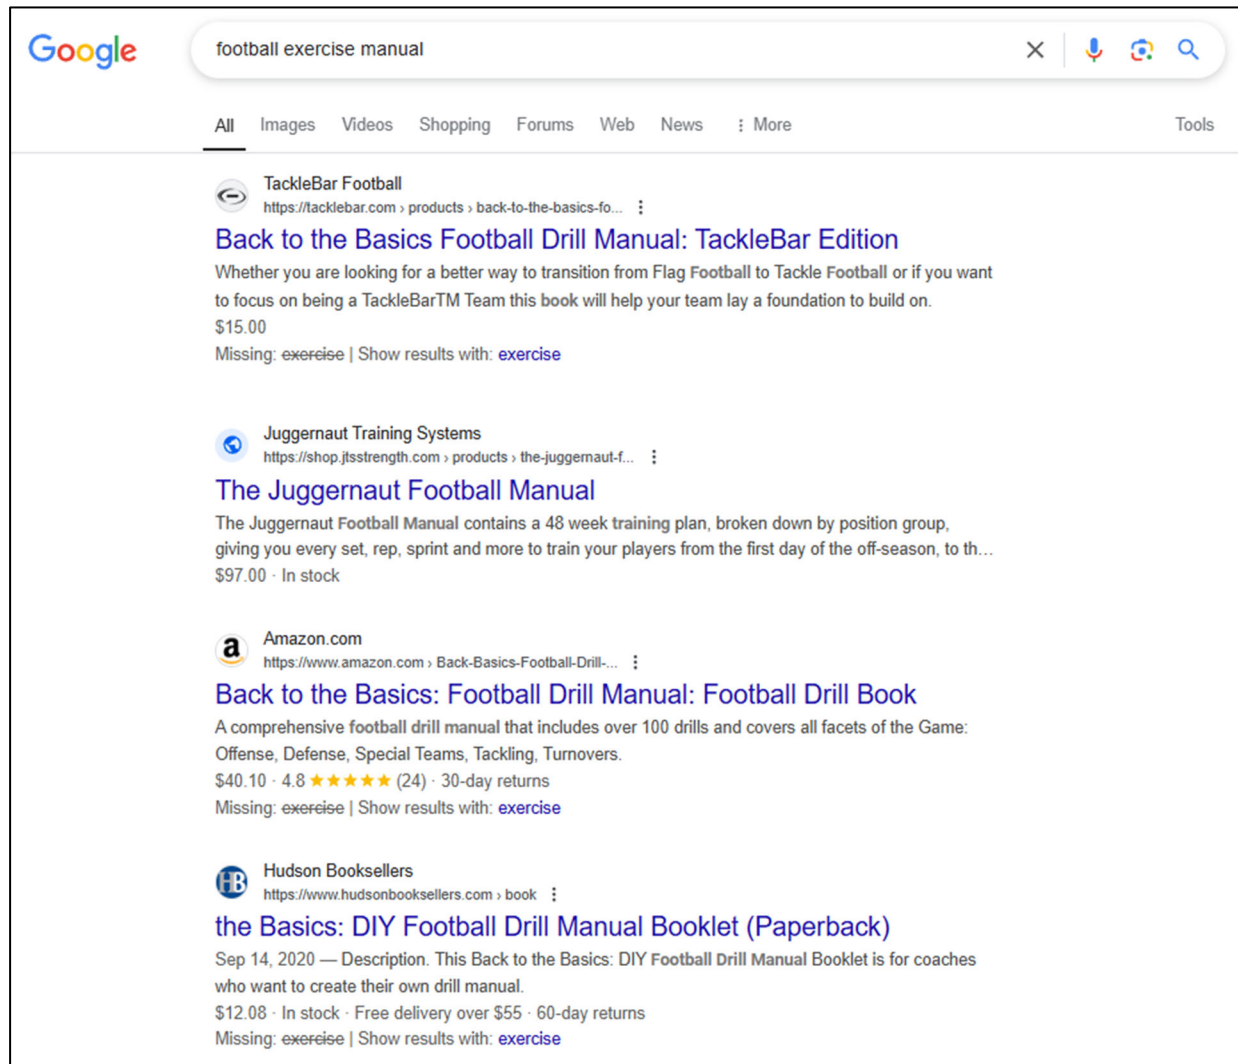 Google
football exercise manual
All Images Videos Shopping Forums Web News More Tools
TackleBar Football
https://tacklebar.com › products › back-to-the-basics-fo...
Back to the Basics Football Drill Manual: TackleBar Edition
Whether you are looking for a better way to transition from Flag Football to Tackle Football or if you want
to focus on being a TackleBarTM Team this book will help your team lay a foundation to build on.
$15.00
Missing: exercise | Show results with: exercise
Juggernaut Training Systems
https://shop.jtsstrength.com › products › the-juggernaut-f...
The Juggernaut Football Manual
The Juggernaut Football Manual contains a 48 week training plan, broken down by position group,
giving you every set, rep, sprint and more to train your players from the first day of the off-season, to th...
$97.00 · In stock
a
Amazon.com
https://www.amazon.com › Back-Basics-Football-Drill-...
Back to the Basics: Football Drill Manual: Football Drill Book
A comprehensive football drill manual that includes over 100 drills and covers all facets of the Game:
Offense, Defense, Special Teams, Tackling, Turnovers.
$40.10 · 4.8 ★★★★★ (24) · 30-day returns
Missing: exercise | Show results with: exercise
HB
Hudson Booksellers
https://www.hudsonbooksellers.com › book
the Basics: DIY Football Drill Manual Booklet (Paperback)
Sep 14, 2020 — Description. This Back to the Basics: DIY Football Drill Manual Booklet is for coaches
who want to create their own drill manual.
$12.08 · In stock · Free delivery over $55 · 60-day returns
Missing: exercise | Show results with: exercise